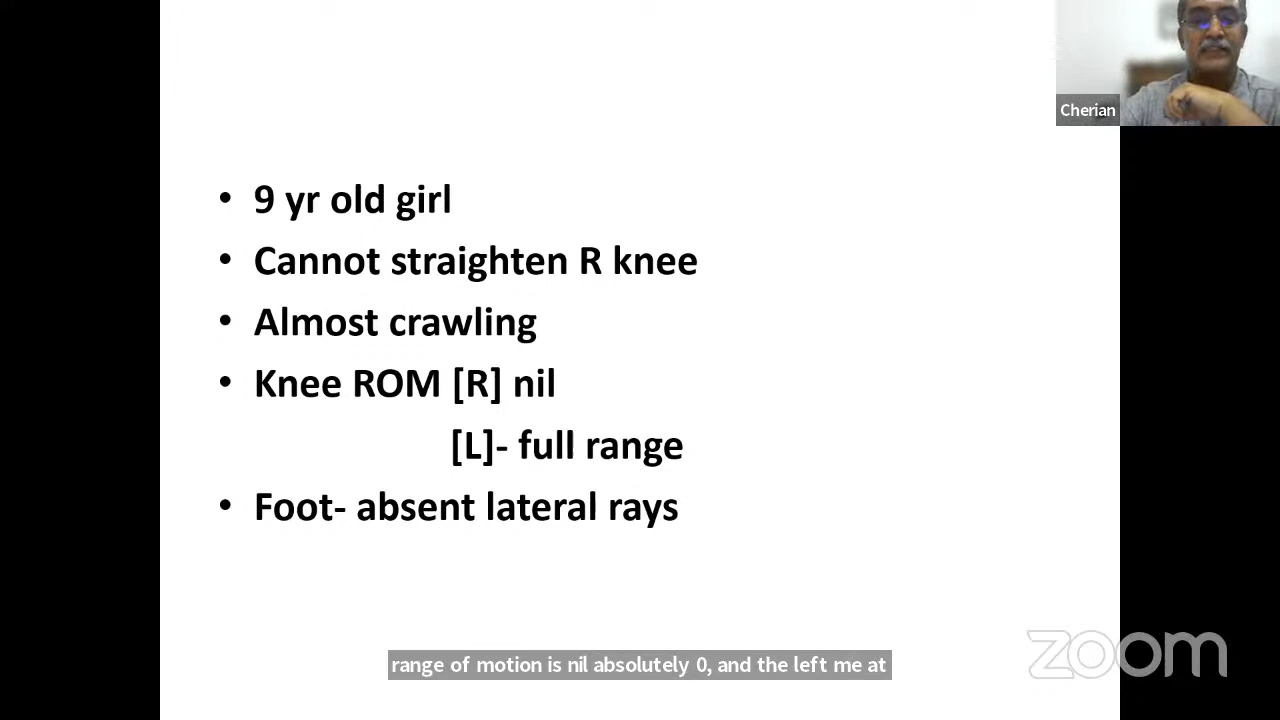 Cherian
• 9 yr old girl
• Cannot straighten R knee
• Almost crawling
• Knee ROM [R] nil
[L]- full range
• Foot- absent lateral rays
range of motion is nil absolutely 0, and the left me at
zoom